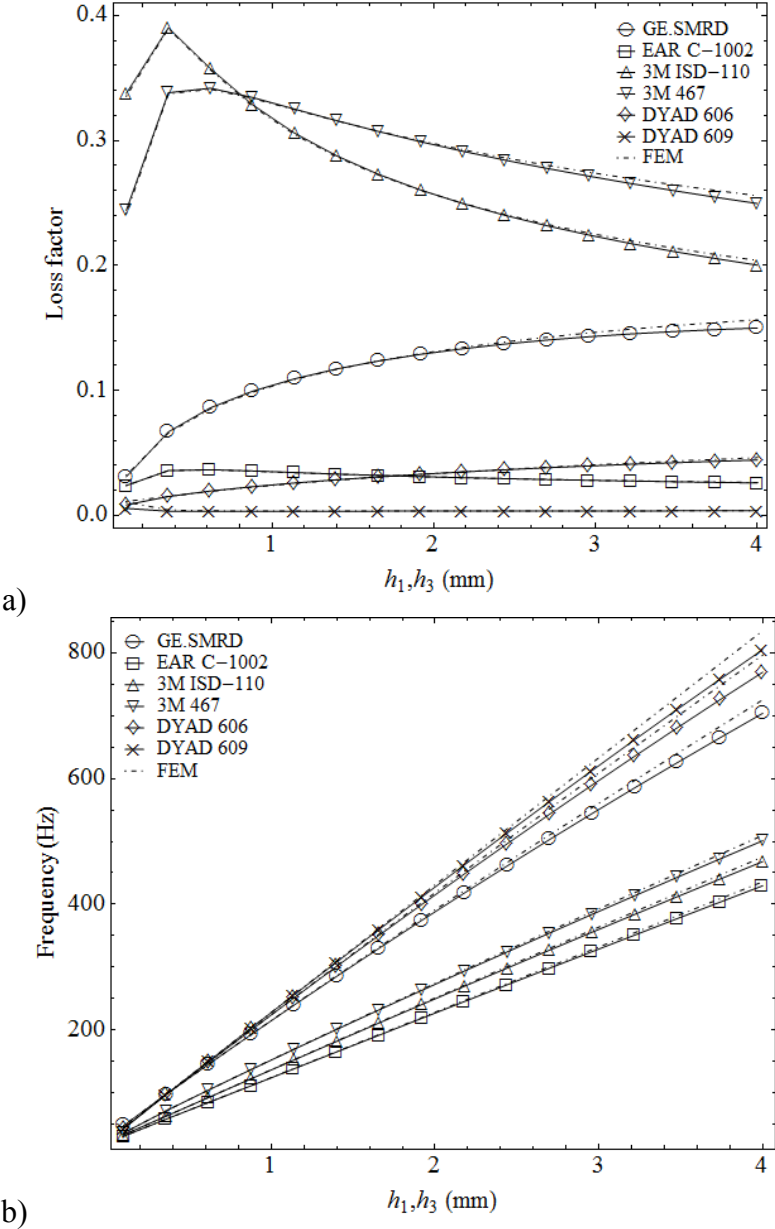 0.4
GE.SMRD
EAR C−1002
3M ISD−110
3M 467
DYAD 606
DYAD 609
FEM
0.3
0.2
0.1
0.0
Loss factor
1 2 3 4
h1,h3 (mm)
a)
800
GE.SMRD
EAR C−1002
3M ISD−110
3M 467
DYAD 606
DYAD 609
FEM
600
400
200
Frequency (Hz)
1 2 3 4
h1,h3 (mm)
b)